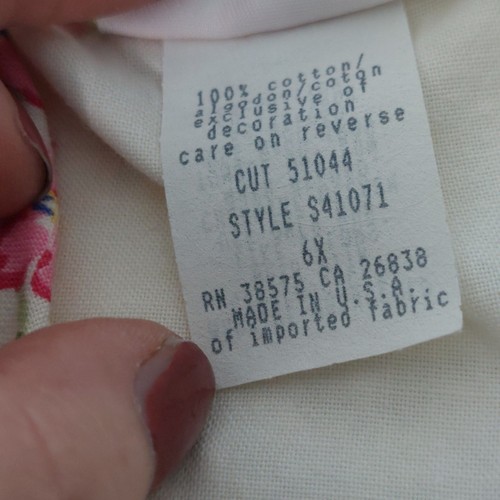 100% cotton/
algodon/coton
exclusive of
decoration
care on reverse
CUT 51044
STYLE S41071
6X
RN 38575 CA 26838
MADE IN U.S.A.
of imported fabric